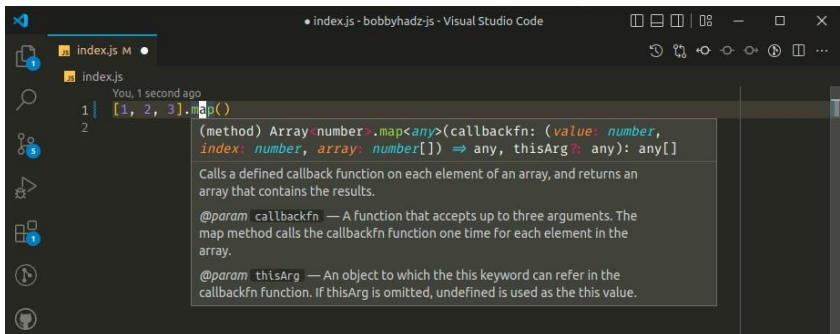 ● index.js - bobbyhadz-js - Visual Studio Code
JS index.js M ●
JS index.js
You, 1 second ago
1 [1, 2, 3].map()
2
(method) Array<number>.map<any>(callbackfn: (value: number,
index: number, array: number[]) ⇒ any, thisArg?: any): any[]
Calls a defined callback function on each element of an array, and returns an
array that contains the results.
@param callbackfn — A function that accepts up to three arguments. The
map method calls the callbackfn function one time for each element in the
array.
@param thisArg — An object to which the this keyword can refer in the
callbackfn function. If thisArg is omitted, undefined is used as the this value.
1
5
1